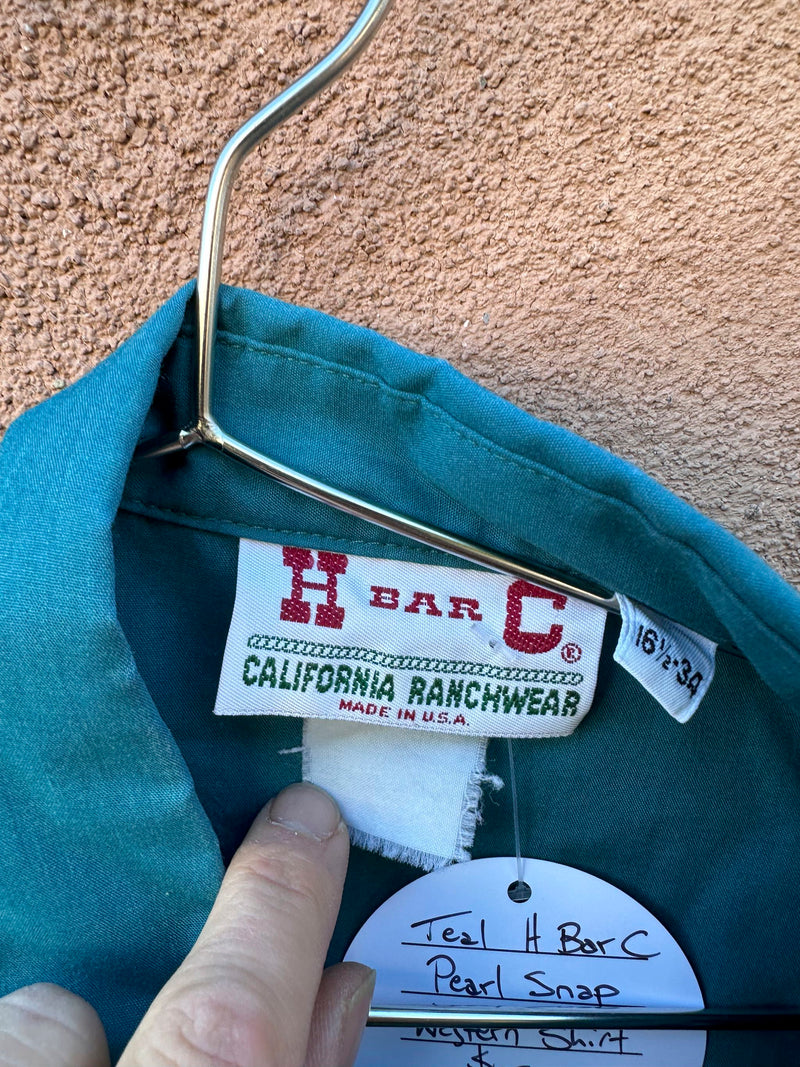 H BAR C ®
CALIFORNIA RANCHWEAR
MADE IN U.S.A.
16½-34
Teal H Bar C
Pearl Snap
Western Shirt
$